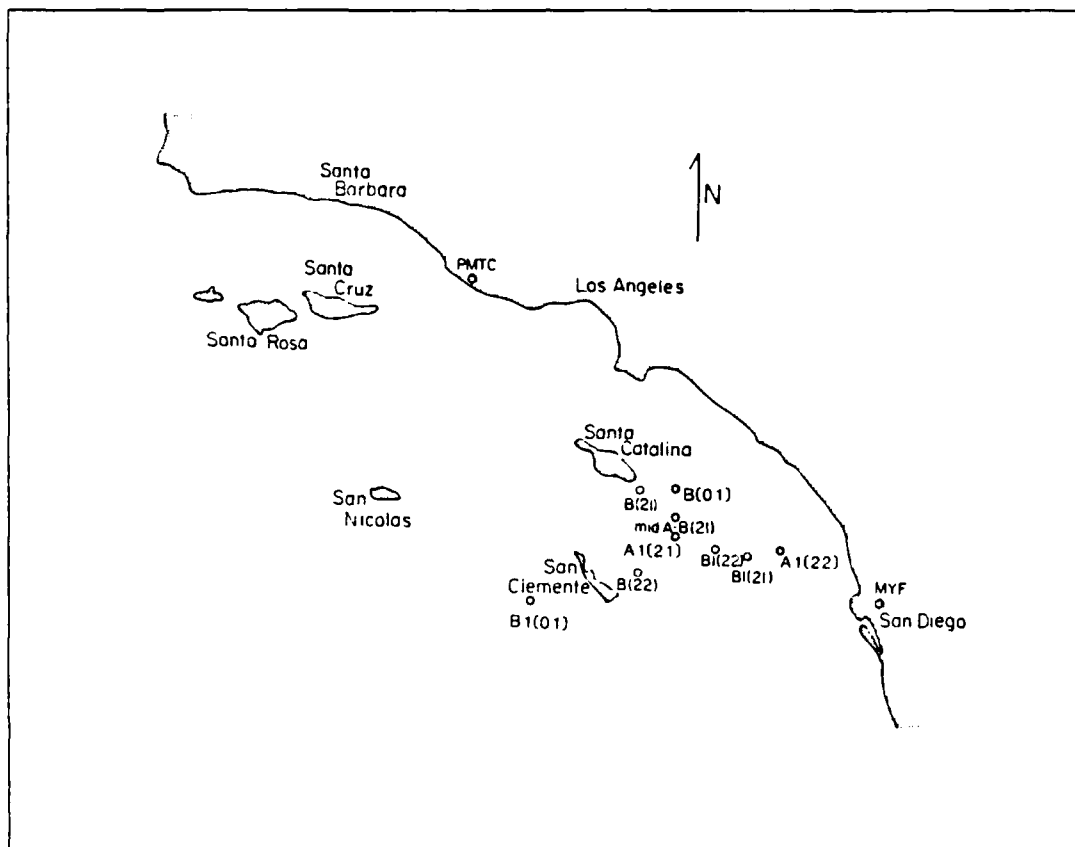 Santa
Barbara
N
PMTC
Santa
Cruz
Los Angeles
Santa Rosa
Santa
Catalina
San
Nicolas
B(21)
B(01)
mid A-B(21)
A1(21)
B1(22)
B1(21)
A1(22)
San
Clemente
B(22)
B1(01)
MYF
San Diego